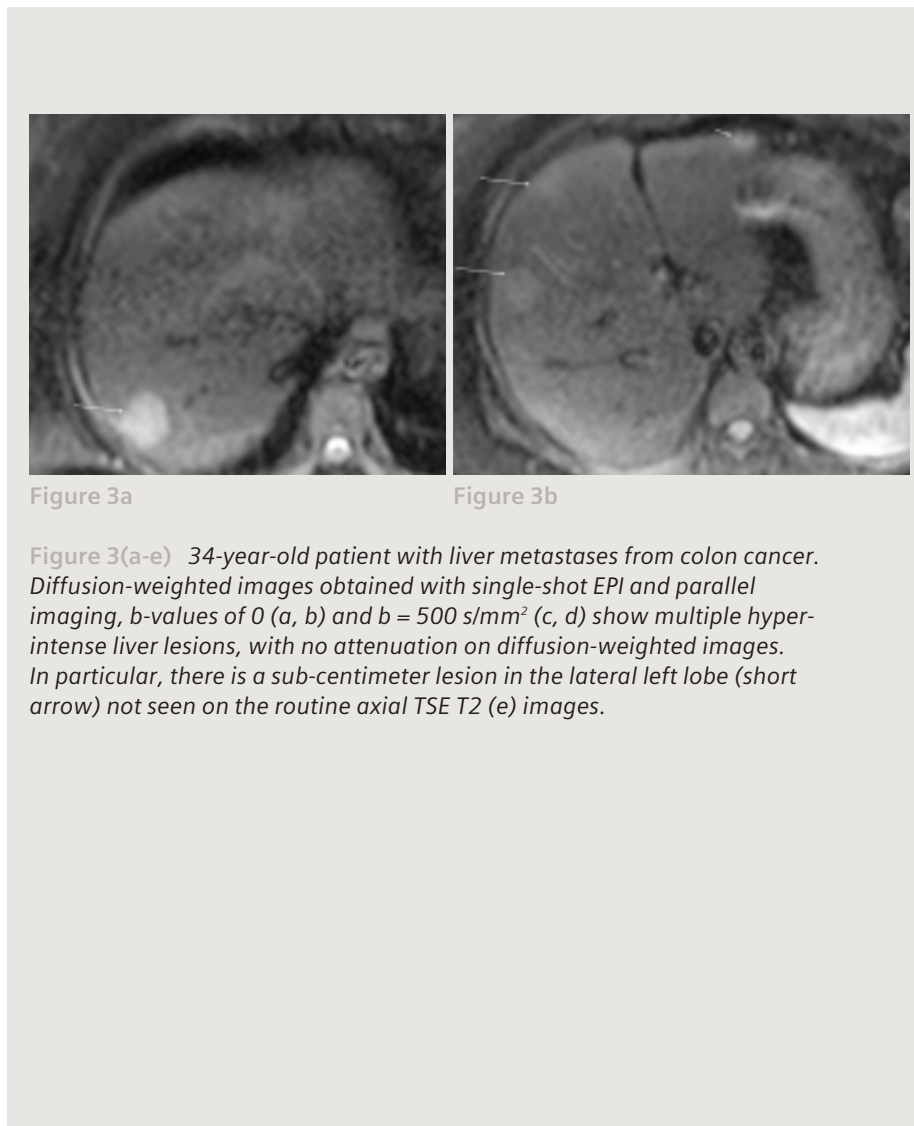 Figure 3a
Figure 3b
Figure 3(a-e) 34-year-old patient with liver metastases from colon cancer.
Diffusion-weighted images obtained with single-shot EPI and parallel
imaging, b-values of 0 (a, b) and b = 500 s/mm² (c, d) show multiple hyper-
intense liver lesions, with no attenuation on diffusion-weighted images.
In particular, there is a sub-centimeter lesion in the lateral left lobe (short
arrow) not seen on the routine axial TSE T2 (e) images.